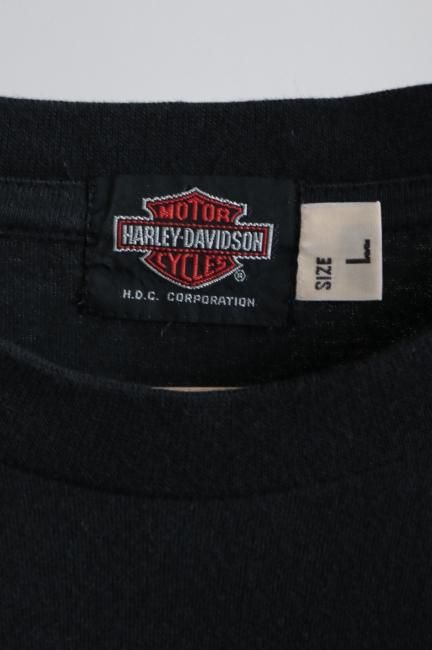 MOTOR
HARLEY-DAVIDSON
CYCLES
®
H.D.C. CORPORATION
SIZE L